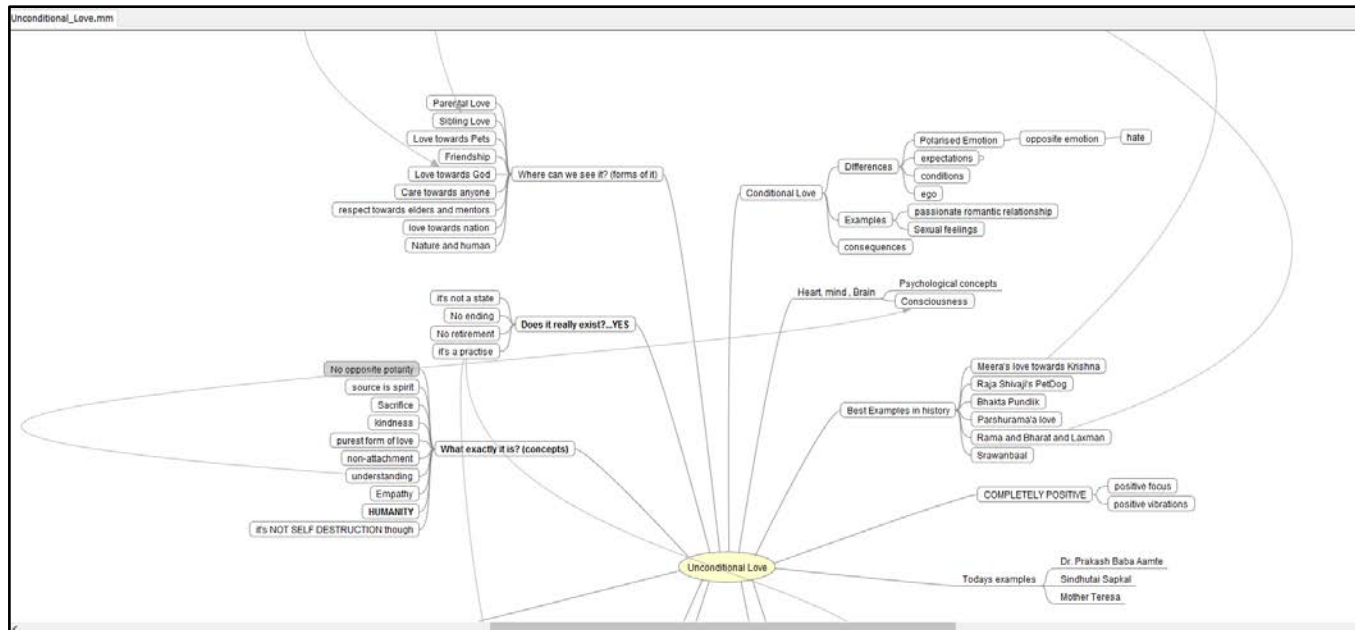 Unconditional_Love.mm
Parental Love
Sibling Love
Love towards Pets
Friendship
Love towards God
Care towards anyone
respect towards elders and mentors
love towards nation
Nature and human
Where can we see it? (forms of it)
Conditional Love
Differences
Polarised Emotion
opposite emotion
hate
expectations
conditions
ego
Examples
passionate romantic relationship
Sexual feelings
consequences
Heart, mind , Brain
Psychological concepts
Consciousness
it's not a state
No ending
No retirement
it's a practise
Does it really exist?...YES
No opposite polarity
source is spirit
Sacrifice
kindness
purest form of love
non-attachment
understanding
Empathy
HUMANITY
it's NOT SELF DESTRUCTION though
What exactly it is? (concepts)
Best Examples in history
Meera's love towards Krishna
Raja Shivaji's PetDog
Bhakta Pundlik
Parshurama'a love
Rama and Bharat and Laxman
Srawanbaal
COMPLETELY POSITIVE
positive focus
positive vibrations
Unconditional Love
Todays examples
Dr. Prakash Baba Aamte
Sindhutai Sapkal
Mother Teresa